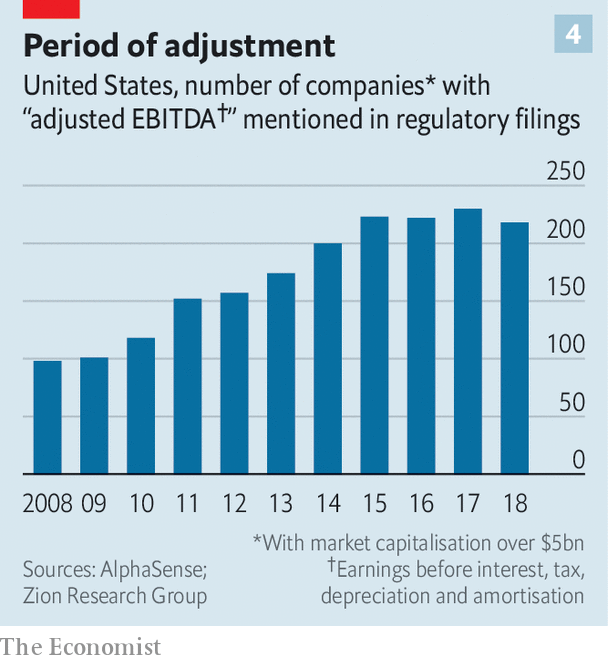 Period of adjustment
4
United States, number of companies* with
“adjusted EBITDA†” mentioned in regulatory filings
250
200
150
100
50
0
2008 09 10 11 12 13 14 15 16 17 18
*With market capitalisation over $5bn
Sources: AlphaSense;
Zion Research Group
†Earnings before interest, tax,
depreciation and amortisation
The Economist